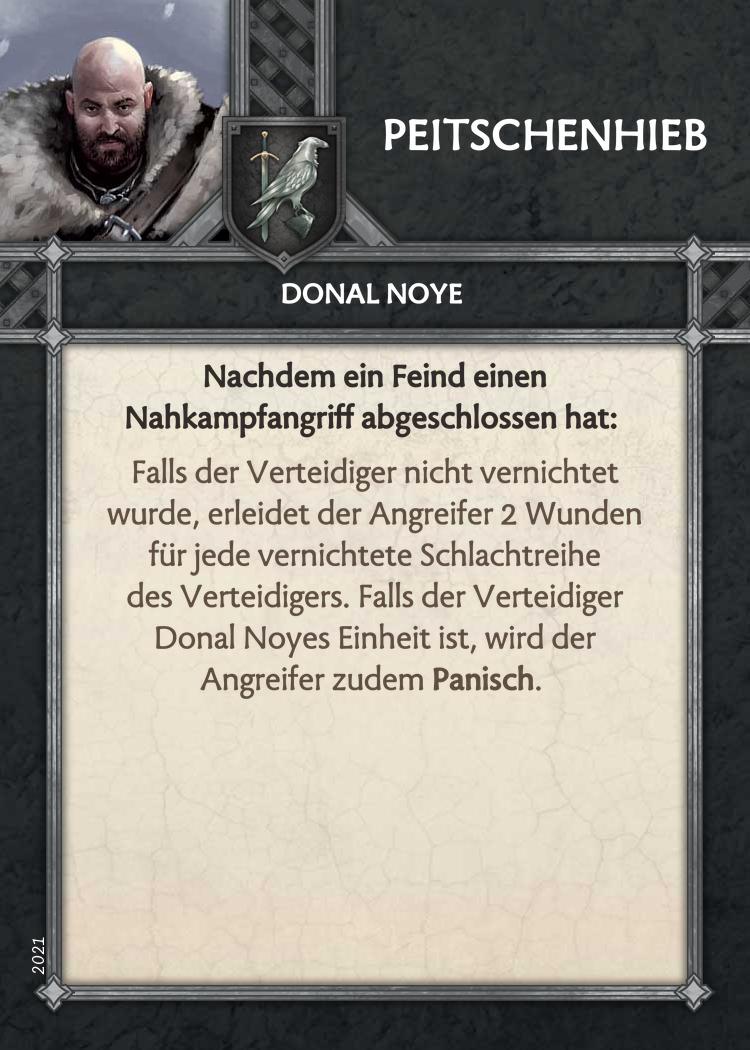 PEITSCHENHIEB
DONAL NOYE
Nachdem ein Feind einen
Nahkampfangriff abgeschlossen hat:
Falls der Verteidiger nicht vernichtet
wurde, erleidet der Angreifer 2 Wunden
für jede vernichtete Schlachtreihe
des Verteidigers. Falls der Verteidiger
Donal Noyes Einheit ist, wird der
Angreifer zudem Panisch.
2021